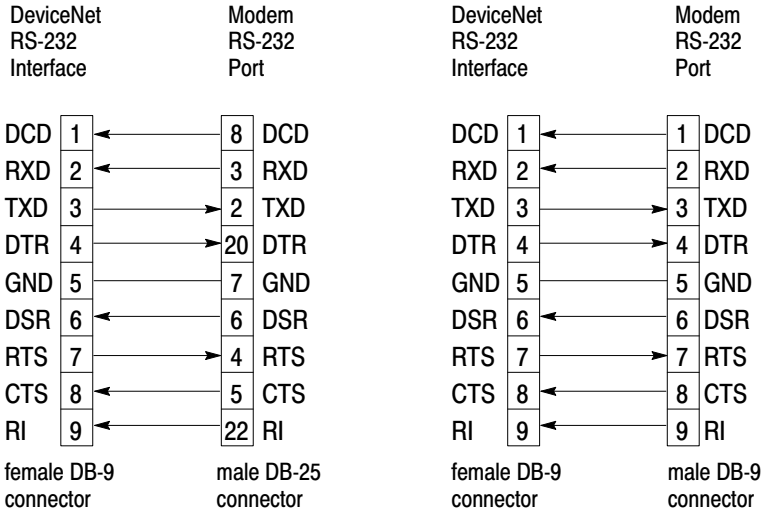 DeviceNet Modem DeviceNet Modem
RS-232 RS-232 RS-232 RS-232
Interface Port Interface Port
DCD 1 8 DCD DCD 1 1 DCD
RXD 2 3 RXD RXD 2 2 RXD
TXD 3 2 TXD TXD 3 3 TXD
DTR 4 20 DTR DTR 4 4 DTR
GND 5 7 GND GND 5 5 GND
DSR 6 6 DSR DSR 6 6 DSR
RTS 7 4 RTS RTS 7 7 RTS
CTS 8 5 CTS CTS 8 8 CTS
RI 9 22 RI RI 9 9 RI
female DB-9 male DB-25 female DB-9 male DB-9
connector connector connector connector